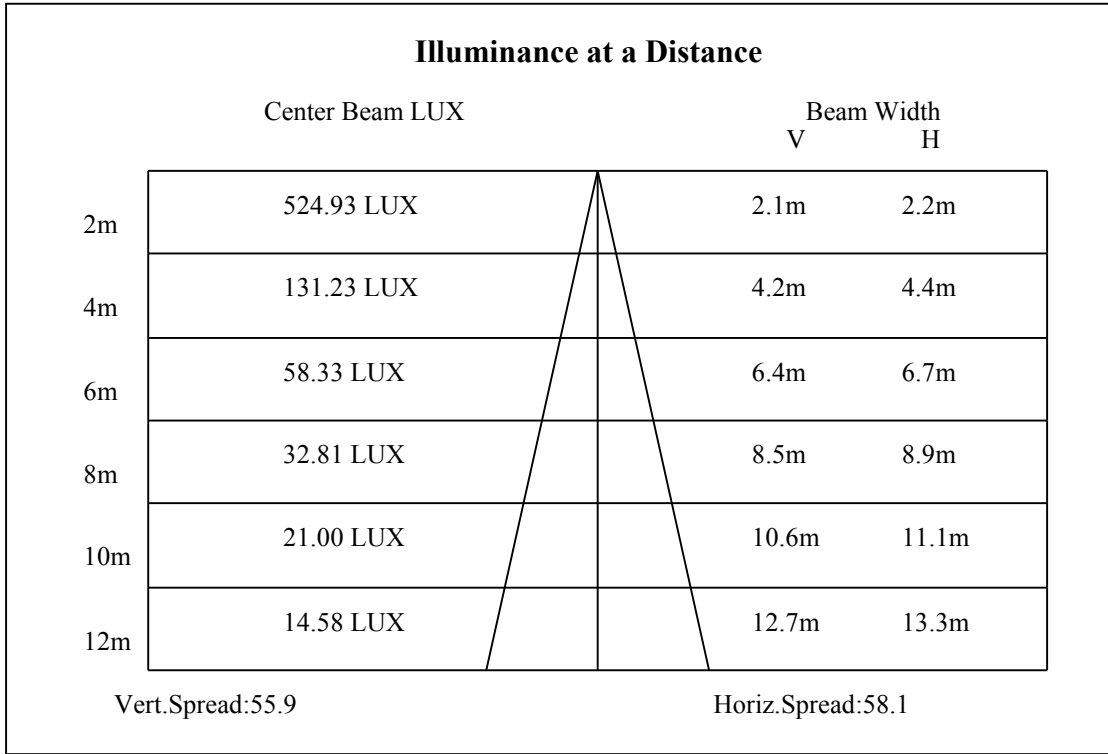 Illuminance at a Distance
Center Beam LUX Beam Width
V H
2m 524.93 LUX 2.1m 2.2m
4m 131.23 LUX 4.2m 4.4m
6m 58.33 LUX 6.4m 6.7m
8m 32.81 LUX 8.5m 8.9m
10m 21.00 LUX 10.6m 11.1m
12m 14.58 LUX 12.7m 13.3m
Vert.Spread:55.9 Horiz.Spread:58.1